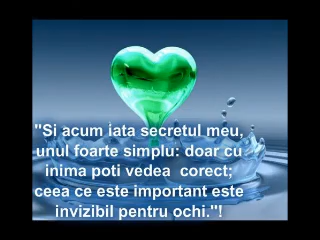 "Si acum iata secretul meu,
unul foarte simplu: doar cu
inima poti vedea  corect;
ceea ce este important este
invizibil pentru ochi."!